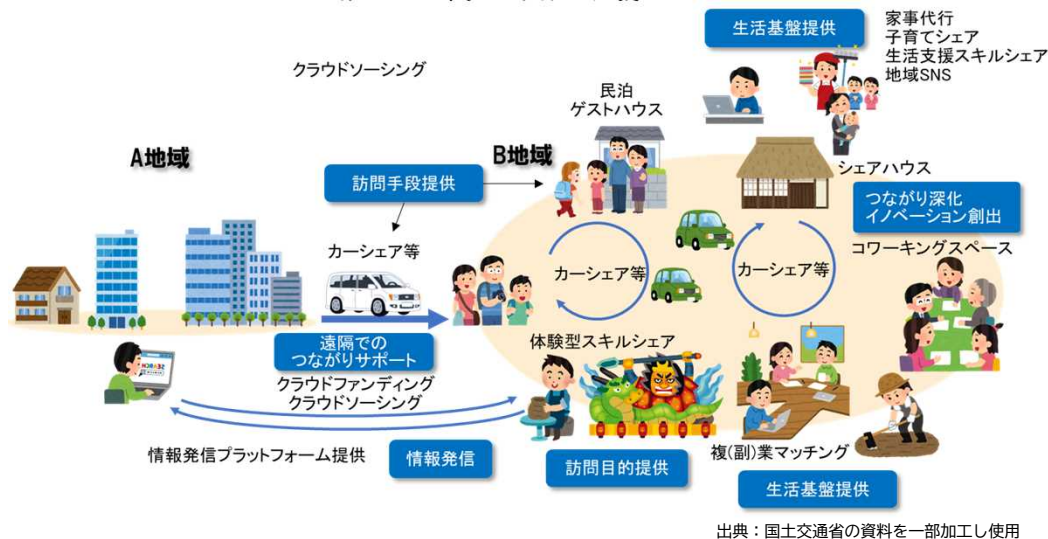 生活基盤提供
家事代行
子育てシェア
生活支援スキルシェア
地域SNS
クラウドソーシング
民泊
ゲストハウス
A地域
B地域
訪問手段提供
シェアハウス
つながり深化
イノベーション創出
カーシェア等
カーシェア等
カーシェア等
コワーキングスペース
遠隔での
つながりサポート
体験型スキルシェア
クラウドファンディング
クラウドソーシング
SEARCH
情報発信プラットフォーム提供
情報発信
訪問目的提供
複(副)業マッチング
生活基盤提供
出典：国土交通省の資料を一部加工し使用